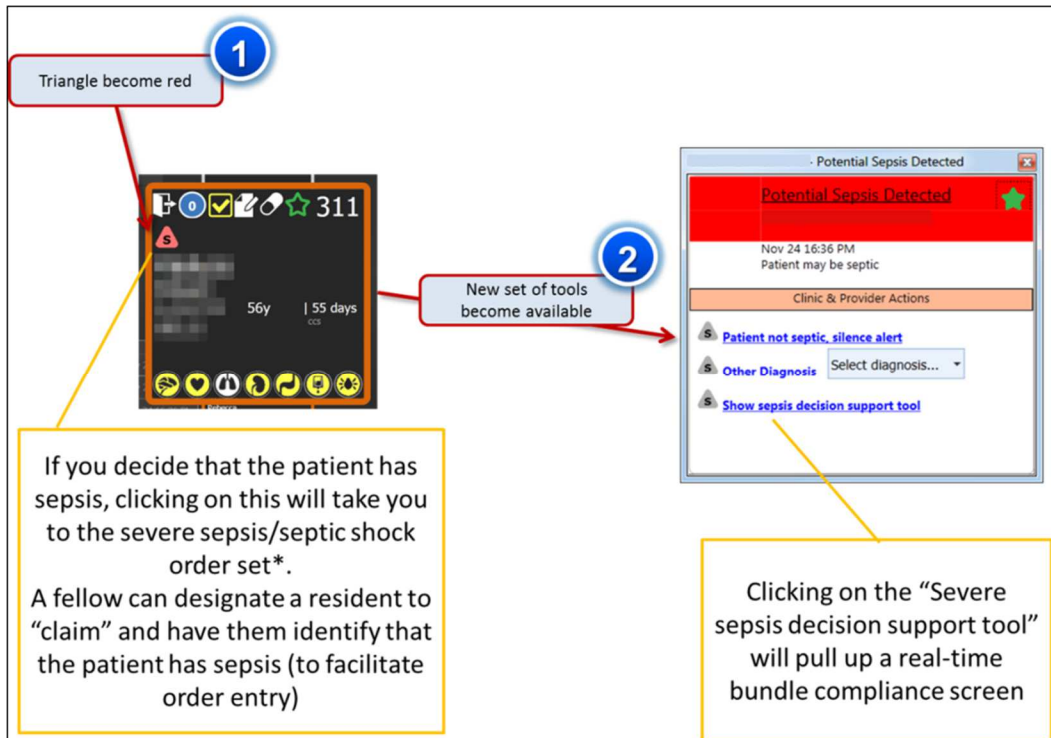 1
Triangle become red
0
311
S
56y | 55 days
ccs
2
New set of tools
become available
- Potential Sepsis Detected
Potential Sepsis Detected
Nov 24 16:36 PM
Patient may be septic
Clinic & Provider Actions
S Patient not septic, silence alert
S Other Diagnosis Select diagnosis...
S Show sepsis decision support tool
If you decide that the patient has
sepsis, clicking on this will take you
to the severe sepsis/septic shock
order set*.
A fellow can designate a resident to
“claim” and have them identify that
the patient has sepsis (to facilitate
order entry)
Clicking on the “Severe
sepsis decision support tool”
will pull up a real-time
bundle compliance screen